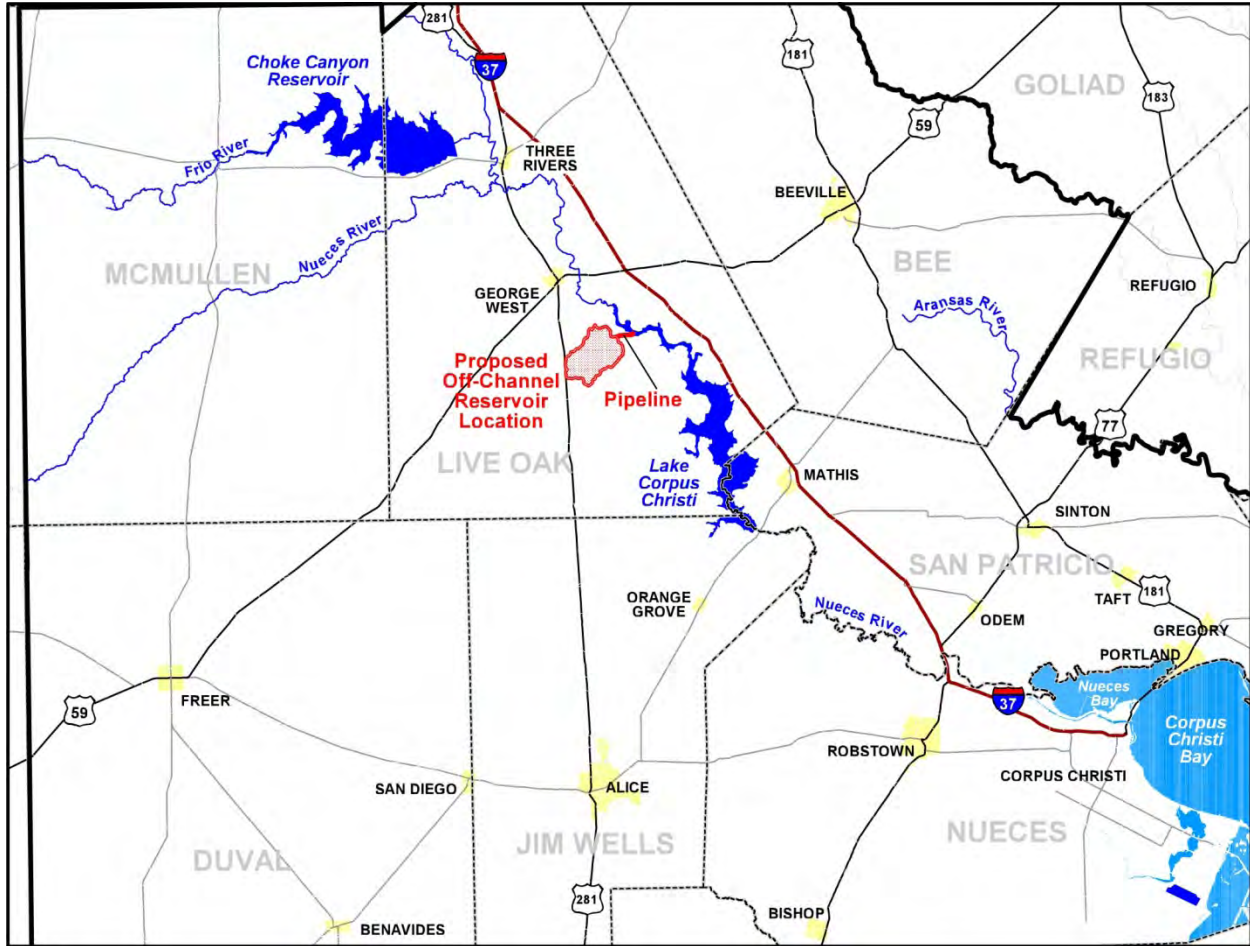 281
Choke Canyon
Reservoir
37
181
GOLIAD
183
59
Frio River
THREE
RIVERS
BEEVILLE
Nueces River
MCMULLEN
BEE
GEORGE
WEST
Aransas River
REFUGIO
REFUGIO
Proposed
Off-Channel
Reservoir
Location
Pipeline
77
LIVE OAK
Lake
Corpus
Christi
MATHIS
SINTON
SAN PATRICIO
ORANGE
GROVE
Nueces River
TAFT
181
ODEM
GREGORY
PORTLAND
Nueces
Bay
59
FREER
37
Corpus
Christi
Bay
ROBSTOWN
SAN DIEGO
ALICE
CORPUS CHRISTI
JIM WELLS
NUECES
DUVAL
281
BENAVIDES
BISHOP